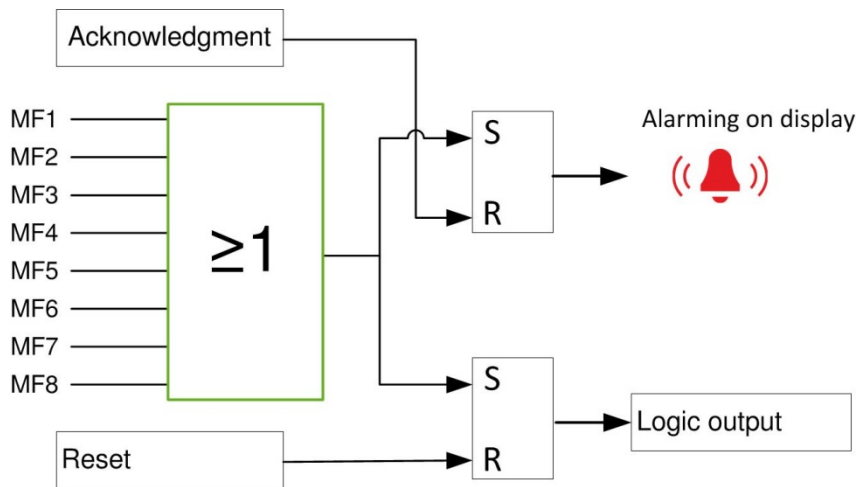 Acknowledgment
MF1
MF2
MF3
MF4
MF5
MF6
MF7
MF8
≥1
S
R
Alarming on display
S
R
Logic output
Reset